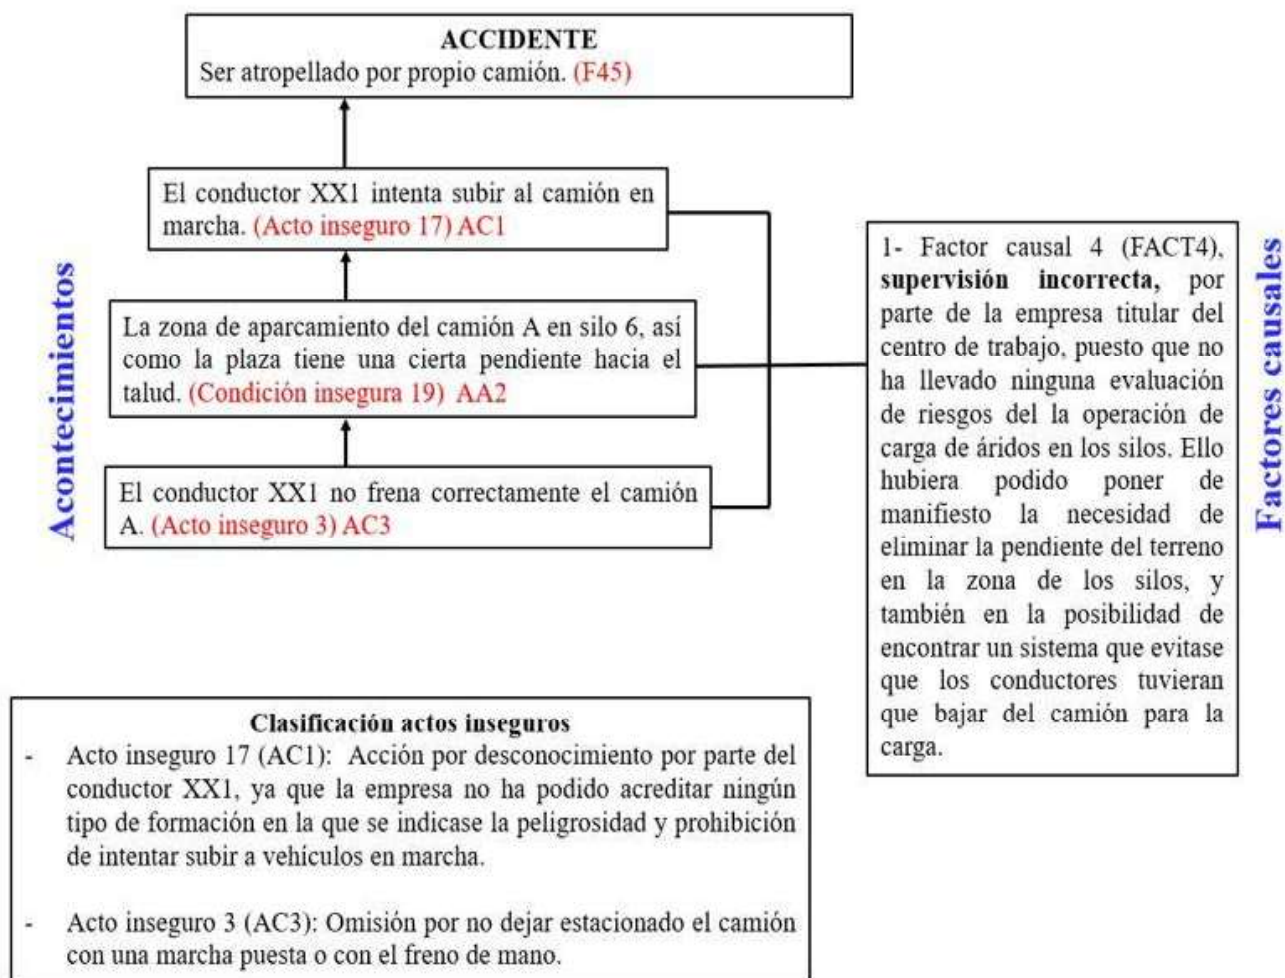 ACCIDENTE
Ser atropellado por propio camión. (F45)
El conductor XX1 intenta subir al camión en
marcha. (Acto inseguro 17) AC1
La zona de aparcamiento del camión A en silo 6, así
como la plaza tiene una cierta pendiente hacia el
talud. (Condición insegura 19) AA2
El conductor XX1 no frena correctamente el camión
A. (Acto inseguro 3) AC3
Acontecimientos
1- Factor causal 4 (FACT4),
supervisión incorrecta, por
parte de la empresa titular del
centro de trabajo, puesto que no
ha llevado ninguna evaluación
de riesgos del la operación de
carga de áridos en los silos. Ello
hubiera podido poner de
manifiesto la necesidad de
eliminar la pendiente del terreno
en la zona de los silos, y
también en la posibilidad de
encontrar un sistema que evitase
que los conductores tuvieran
que bajar del camión para la
carga.
Factores causales
Clasificación actos inseguros
- Acto inseguro 17 (AC1): Acción por desconocimiento por parte del
conductor XX1, ya que la empresa no ha podido acreditar ningún
tipo de formación en la que se indicase la peligrosidad y prohibición
de intentar subir a vehículos en marcha.
- Acto inseguro 3 (AC3): Omisión por no dejar estacionado el camión
con una marcha puesta o con el freno de mano.